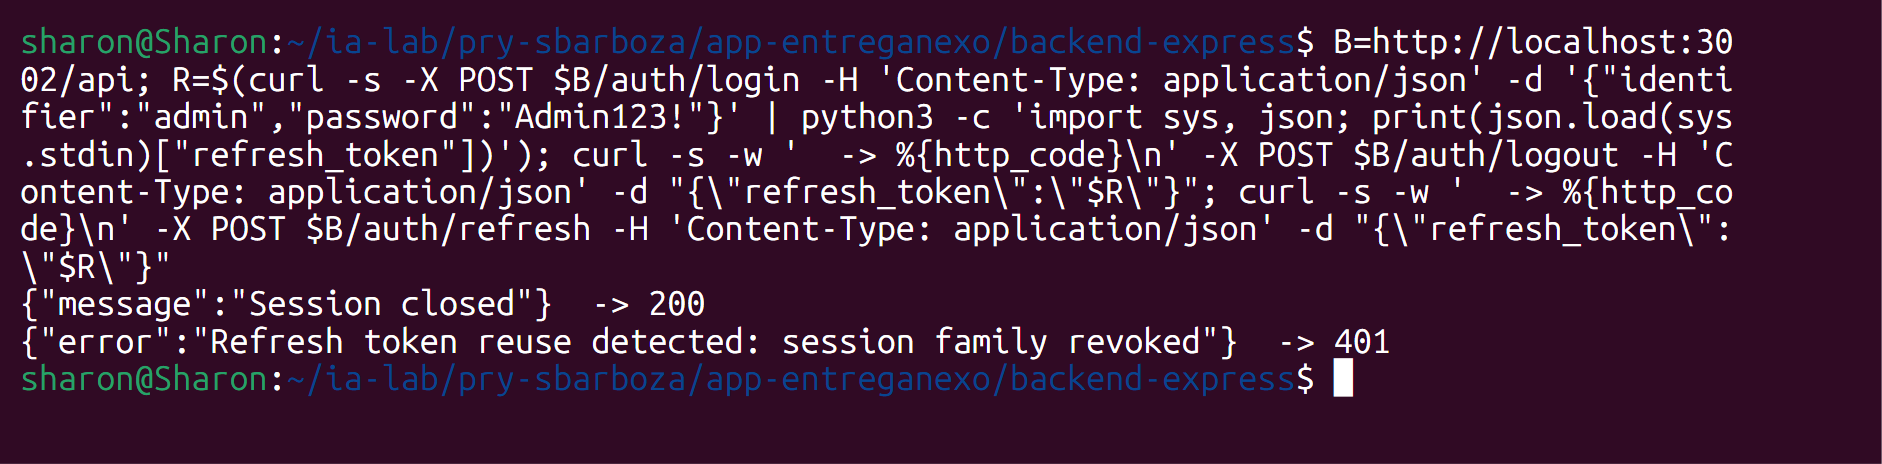 sharon@Sharon:~/ia-lab/pry-sbarboza/app-entreganexo/backend-express$ B=http://localhost:30
02/api; R=$(curl -s -X POST $B/auth/login -H 'Content-Type: application/json' -d '{"identi
fier":"admin","password":"Admin123!"}' | python3 -c 'import sys, json; print(json.load(sys
.stdin)["refresh_token"])'); curl -s -w '  -> %{http_code}\n' -X POST $B/auth/logout -H 'C
ontent-Type: application/json' -d "{\"refresh_token\":\"$R\"}"; curl -s -w '  -> %{http_co
de}\n' -X POST $B/auth/refresh -H 'Content-Type: application/json' -d "{\"refresh_token\":
\"$R\"}"
{"message":"Session closed"}  -> 200
{"error":"Refresh token reuse detected: session family revoked"}  -> 401
sharon@Sharon:~/ia-lab/pry-sbarboza/app-entreganexo/backend-express$